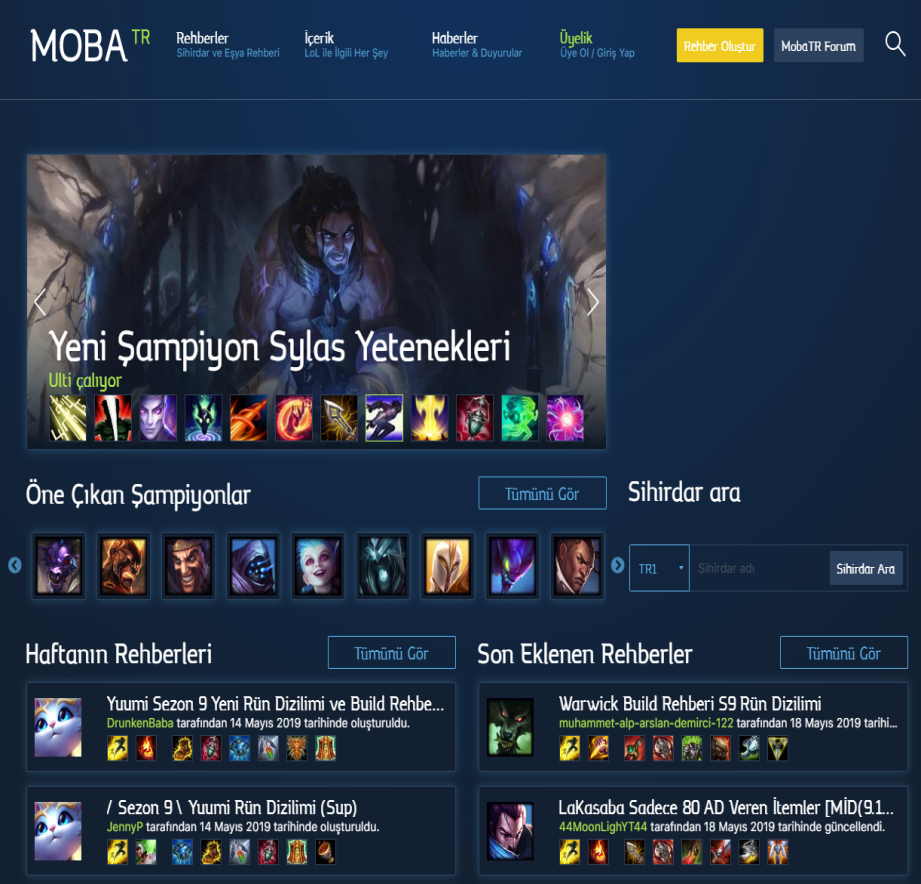 MOBA TR
Rehberler
Sihirdar ve Eşya Rehberi
İçerik
LoL ile İlgili Her Şey
Haberler
Haberler & Duyurular
Üyelik
Üye Ol / Giriş Yap
Rehber Oluştur
MobaTR Forum
Yeni Şampiyon Sylas Yetenekleri
Ulti çalıyor
Öne Çıkan Şampiyonlar
Tümünü Gör
Sihirdar ara
TR1
Sihirdar adı
Sihirdar Ara
Haftanın Rehberleri
Tümünü Gör
Yuumi Sezon 9 Yeni Rün Dizilimi ve Build Rehbe...
DrunkenBaba tarafından 14 Mayıs 2019 tarihinde oluşturuldu.
/ Sezon 9 \ Yuumi Rün Dizilimi (Sup)
JennyP tarafından 14 Mayıs 2019 tarihinde oluşturuldu.
Son Eklenen Rehberler
Tümünü Gör
Warwick Build Rehberi S9 Rün Dizilimi
muhammet-alp-arslan-demirci-122 tarafından 18 Mayıs 2019 tarihi...
LaKasaba Sadece 80 AD Veren İtemler [MİD(9.1...
44MoonLighYT44 tarafından 18 Mayıs 2019 tarihinde güncellendi.